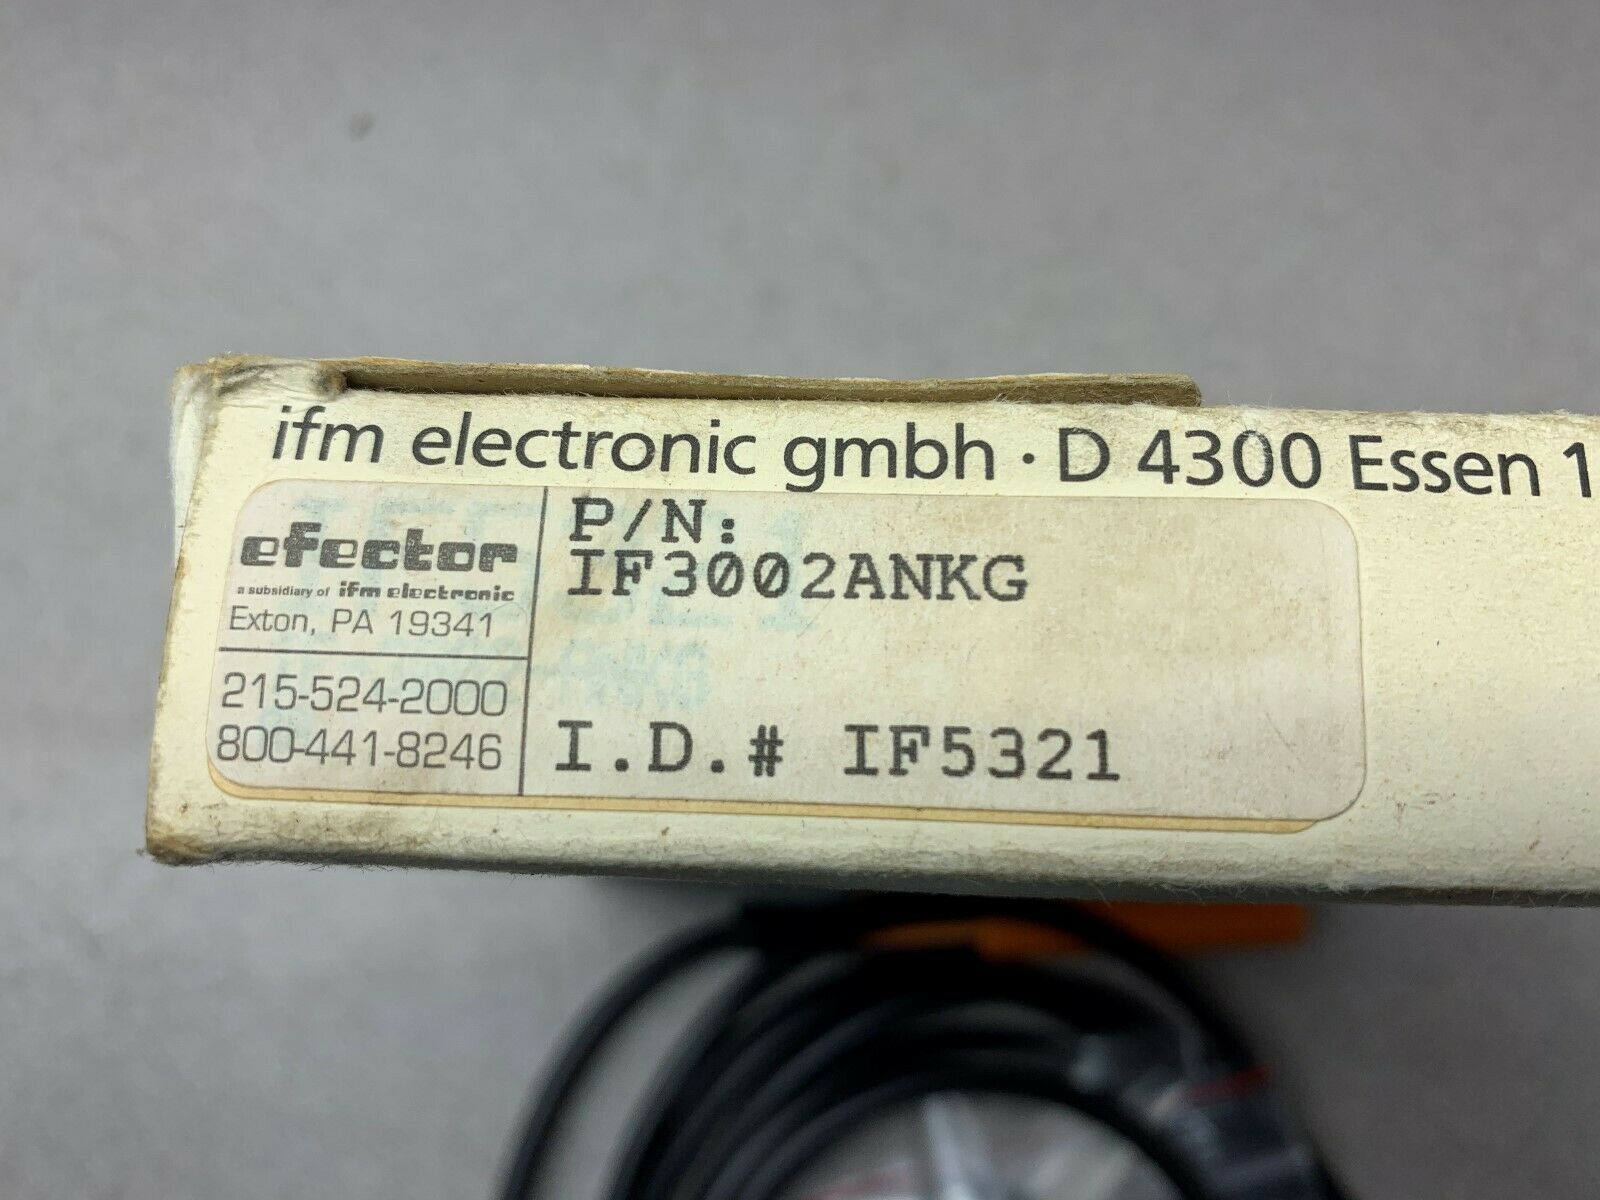 ifm electronic gmbh · D 4300 Essen 1
efector
a subsidiary of ifm electronic
Exton, PA 19341
215-524-2000
800-441-8246
P/N:
IF3002ANKG
I.D.# IF5321